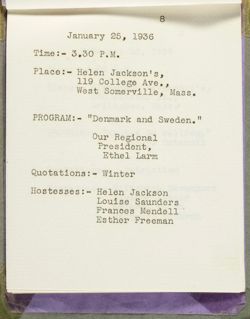 8
January 25, 1936
Time:- 3.30 P.M.
Place:- Helen Jackson's,
119 College Ave.,
West Somerville, Mass.
PROGRAM:- "Denmark and Sweden."
Our Regional
President,
Ethel Larm
Quotations:- Winter
Hostesses:- Helen Jackson
Louise Saunders
Frances Mendell
Esther Freeman